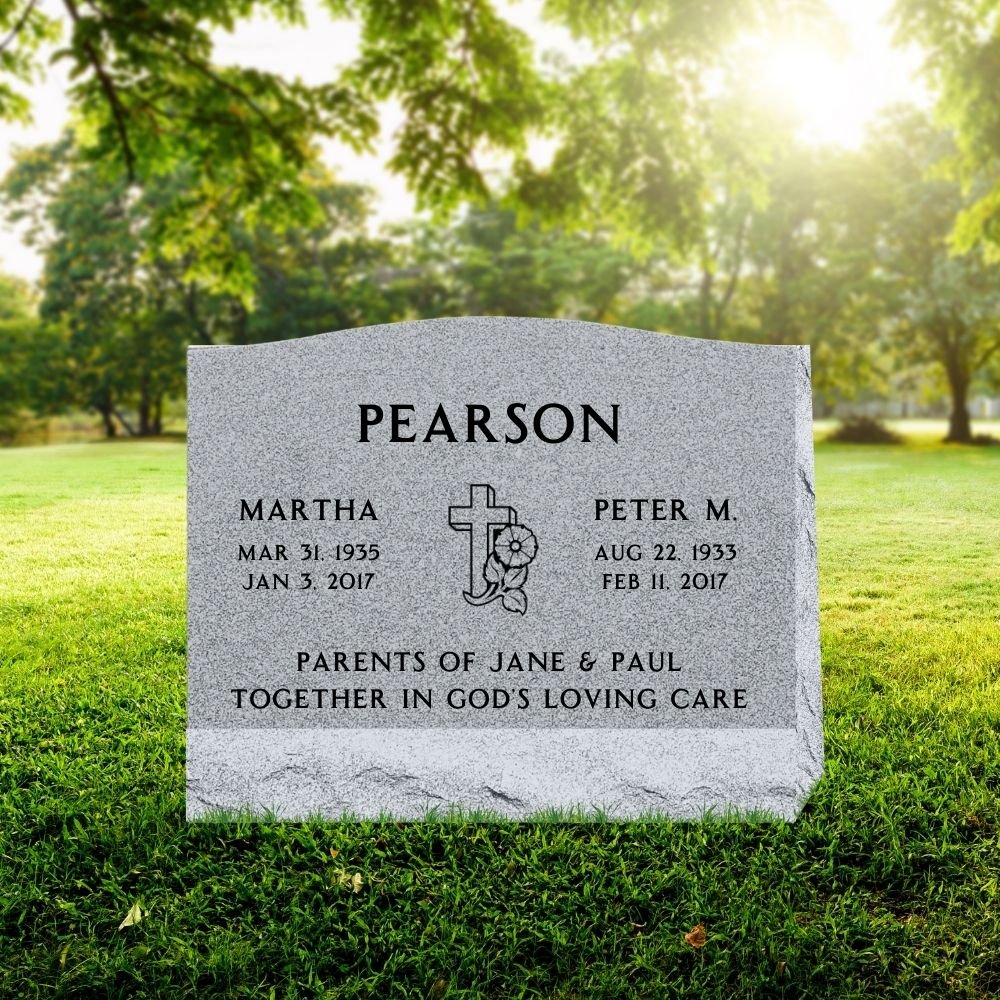 PEARSON
MARTHA
MAR 31. 1935
JAN 3. 2017
PETER M.
AUG 22. 1933
FEB 11. 2017
PARENTS OF JANE & PAUL
TOGETHER IN GOD'S LOVING CARE